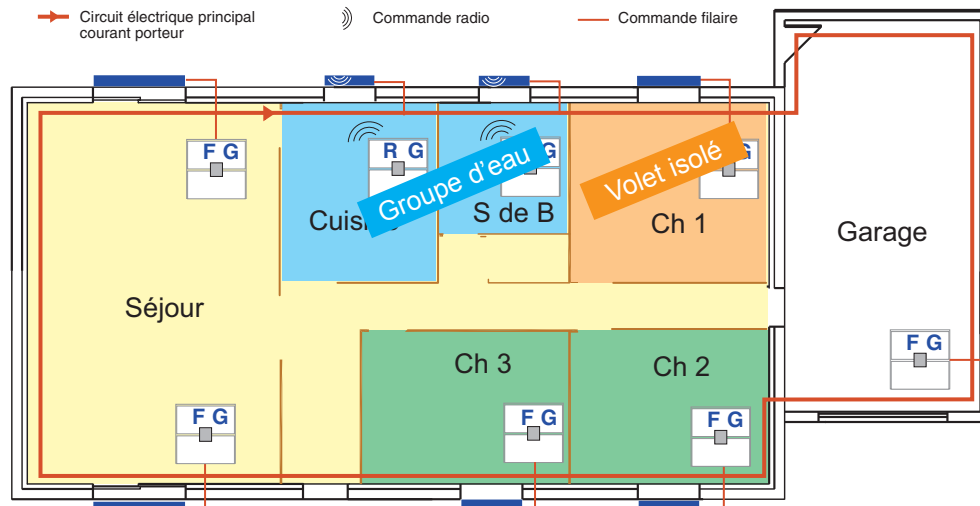 Circuit électrique principal
courant porteur
Commande radio
Commande filaire
F G
R G
G
G
Groupe d'eau
Volet isolé
S de B
Ch 1
Garage
Séjour
Ch 3
Ch 2
F G
F G
F G
F G